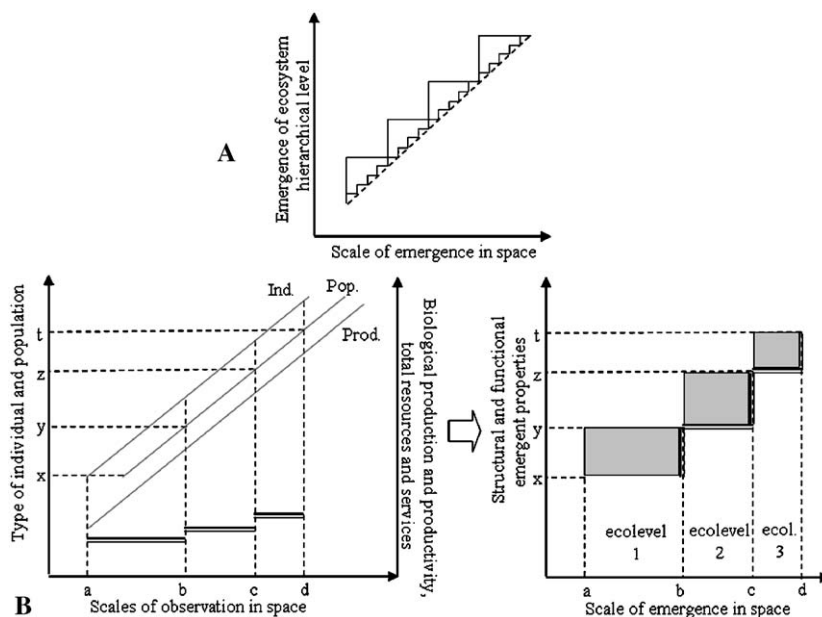 A
Emergence of ecosystem
hierarchical level
Scale of emergence in space
B
Type of individual and population
t
z
y
x
Ind.
Pop.
Prod.
a
b
c
d
Scales of observation in space
Biological production and productivity,
total resources and services
Structural and functional
emergent properties
t
z
y
x
ecolevel
1
ecolevel
2
ecol.
3
a
b
c
d
Scale of emergence in space